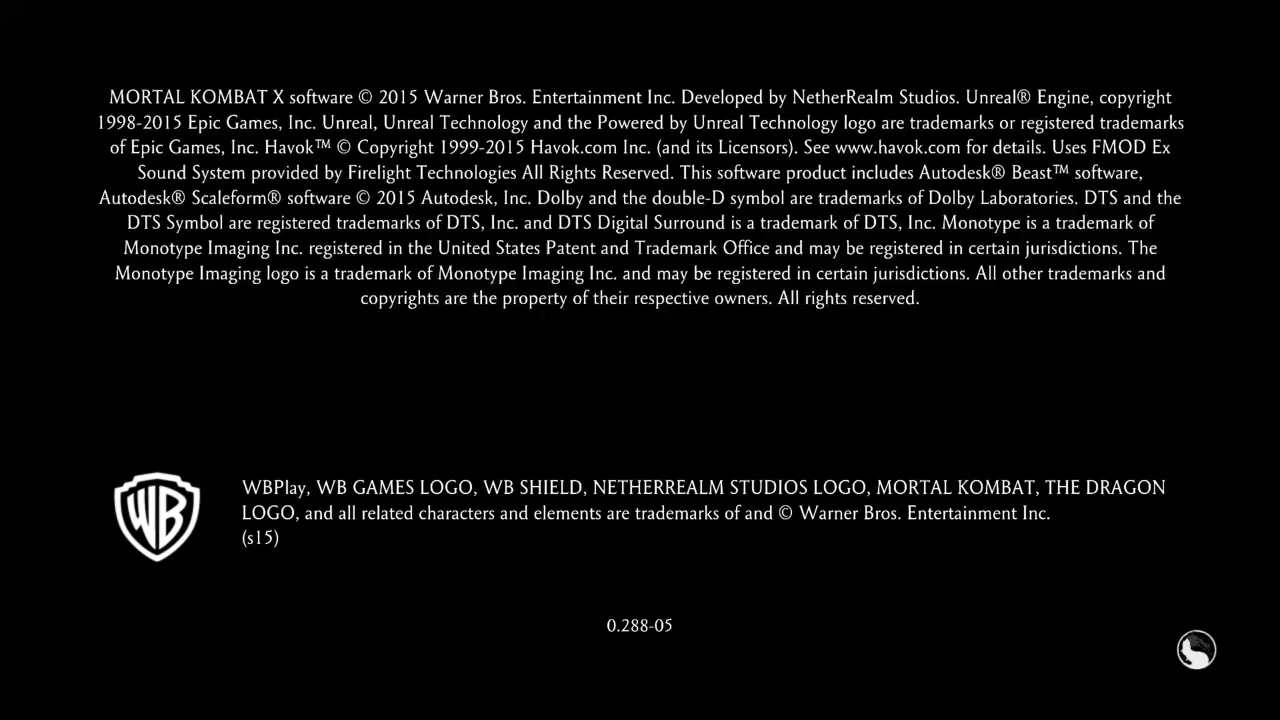 MORTAL KOMBAT X software © 2015 Warner Bros. Entertainment Inc. Developed by NetherRealm Studios. Unreal® Engine, copyright
1998-2015 Epic Games, Inc. Unreal, Unreal Technology and the Powered by Unreal Technology logo are trademarks or registered trademarks
of Epic Games, Inc. Havok™ © Copyright 1999-2015 Havok.com Inc. (and its Licensors). See www.havok.com for details. Uses FMOD Ex
Sound System provided by Firelight Technologies All Rights Reserved. This software product includes Autodesk® Beast™ software,
Autodesk® Scaleform® software © 2015 Autodesk, Inc. Dolby and the double-D symbol are trademarks of Dolby Laboratories. DTS and the
DTS Symbol are registered trademarks of DTS, Inc. and DTS Digital Surround is a trademark of DTS, Inc. Monotype is a trademark of
Monotype Imaging Inc. registered in the United States Patent and Trademark Office and may be registered in certain jurisdictions. The
Monotype Imaging logo is a trademark of Monotype Imaging Inc. and may be registered in certain jurisdictions. All other trademarks and
copyrights are the property of their respective owners. All rights reserved.
WB
WBPlay, WB GAMES LOGO, WB SHIELD, NETHERREALM STUDIOS LOGO, MORTAL KOMBAT, THE DRAGON
LOGO, and all related characters and elements are trademarks of and © Warner Bros. Entertainment Inc.
(s15)
0.288-05